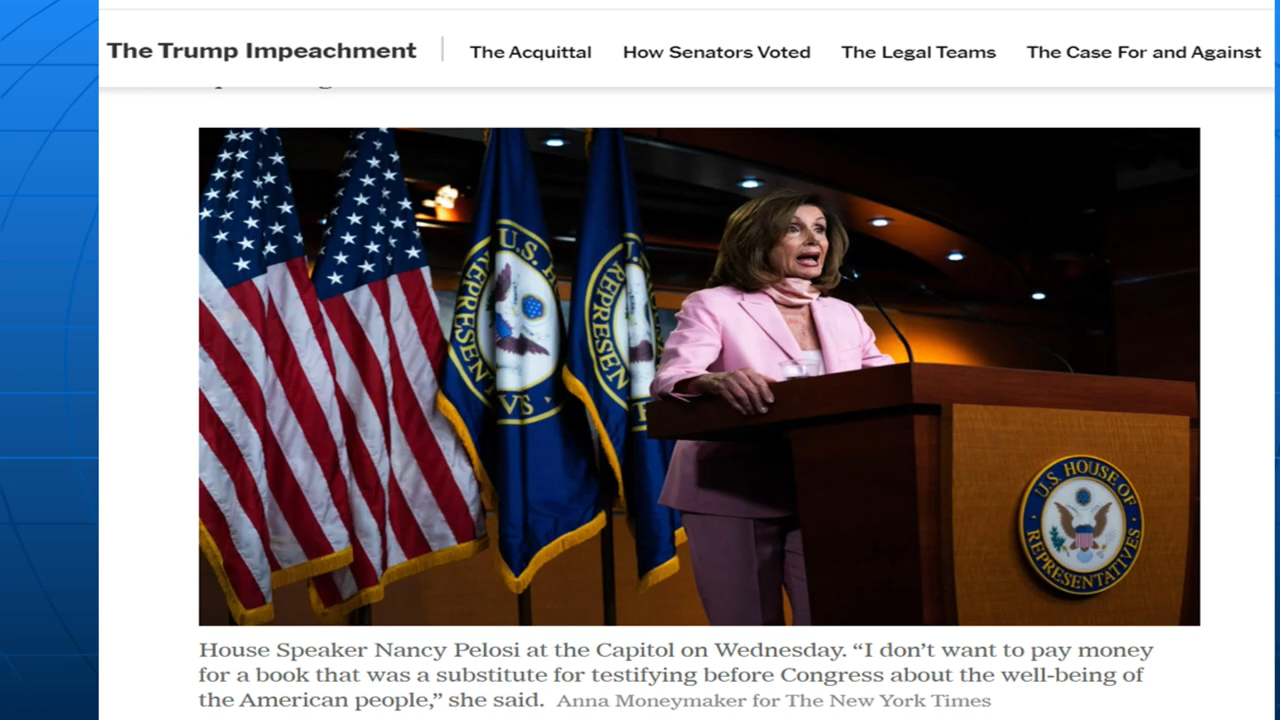 The Trump Impeachment
The Acquittal
How Senators Voted
The Legal Teams
The Case For and Against
U.S. HOUSE OF
REPRESENTATIVES
House Speaker Nancy Pelosi at the Capitol on Wednesday. “I don’t want to pay money
for a book that was a substitute for testifying before Congress about the well-being of
the American people,” she said. Anna Moneymaker for The New York Times